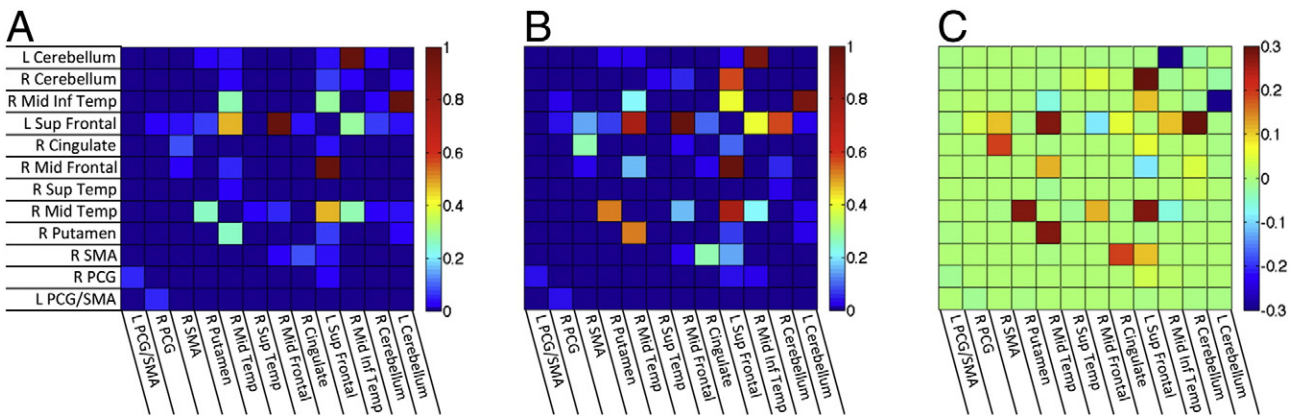 A
B
C
L Cerebellum
R Cerebellum
R Mid Inf Temp
L Sup Frontal
R Cingulate
R Mid Frontal
R Sup Temp
R Mid Temp
R Putamen
R SMA
R PCG
L PCG/SMA
1
0.8
0.6
0.4
0.2
0
1
0.8
0.6
0.4
0.2
0
0.3
0.2
0.1
0
-0.1
-0.2
-0.3
L PCG/SMA
R PCG
R SMA
R Putamen
R Mid Temp
R Sup Temp
R Mid Frontal
R Cingulate
L Sup Frontal
R Mid Inf Temp
R Cerebellum
L Cerebellum
L PCG/SMA
R PCG
R SMA
R Putamen
R Mid Temp
R Sup Temp
R Mid Frontal
R Cingulate
L Sup Frontal
R Mid Inf Temp
R Cerebellum
L Cerebellum
L PCG/SMA
R PCG
R SMA
R Putamen
R Mid Temp
R Sup Temp
R Mid Frontal
R Cingulate
L Sup Frontal
R Mid Inf Temp
R Cerebellum
L Cerebellum